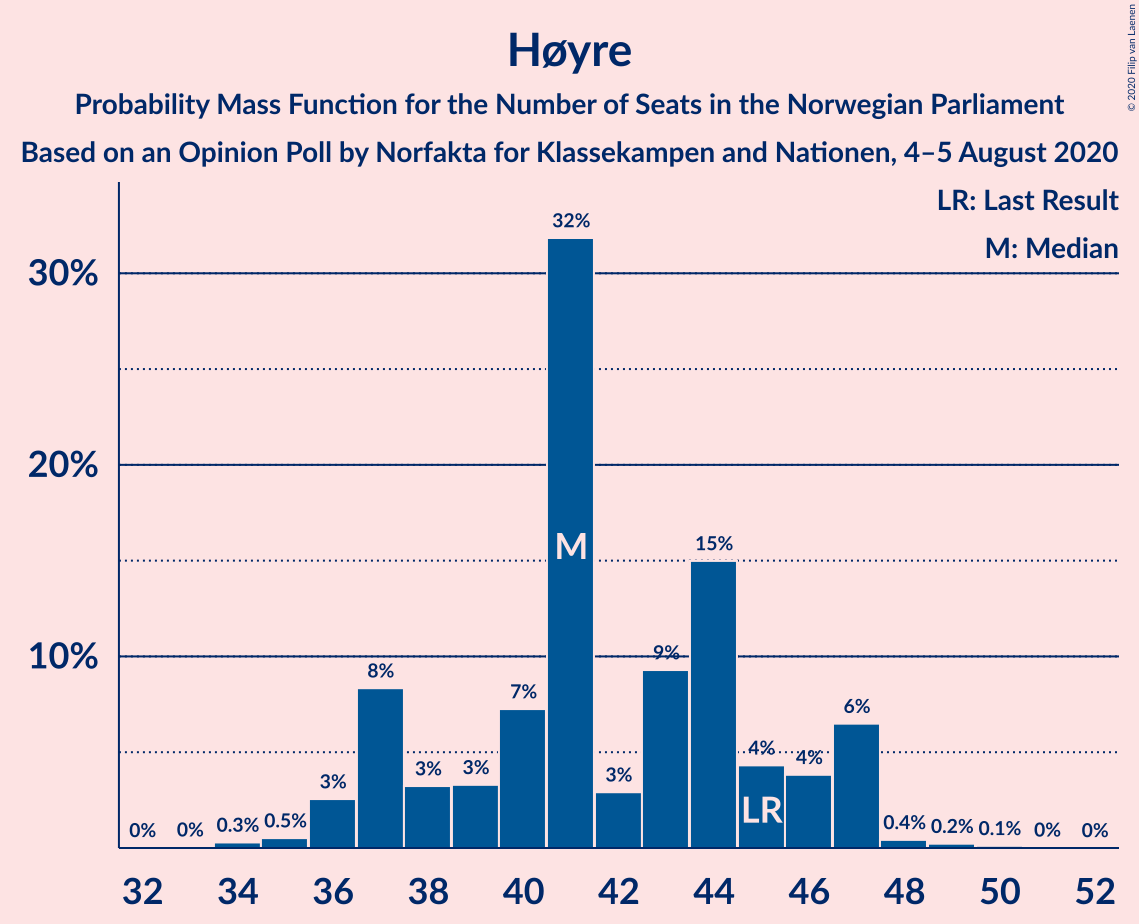 Høyre
Probability Mass Function for the Number of Seats in the Norwegian Parliament
Based on an Opinion Poll by Norfakta for Klassekampen and Nationen, 4–5 August 2020
© 2020 Filip van Laenen
LR: Last Result
M: Median
30%
20%
10%
0% 0% 0.3% 0.5% 3% 8% 3% 3% 7% 32% 3% 9% 15% 4% 4% 6% 0.4% 0.2% 0.1% 0% 0%
M
LR
32 34 36 38 40 42 44 46 48 50 52